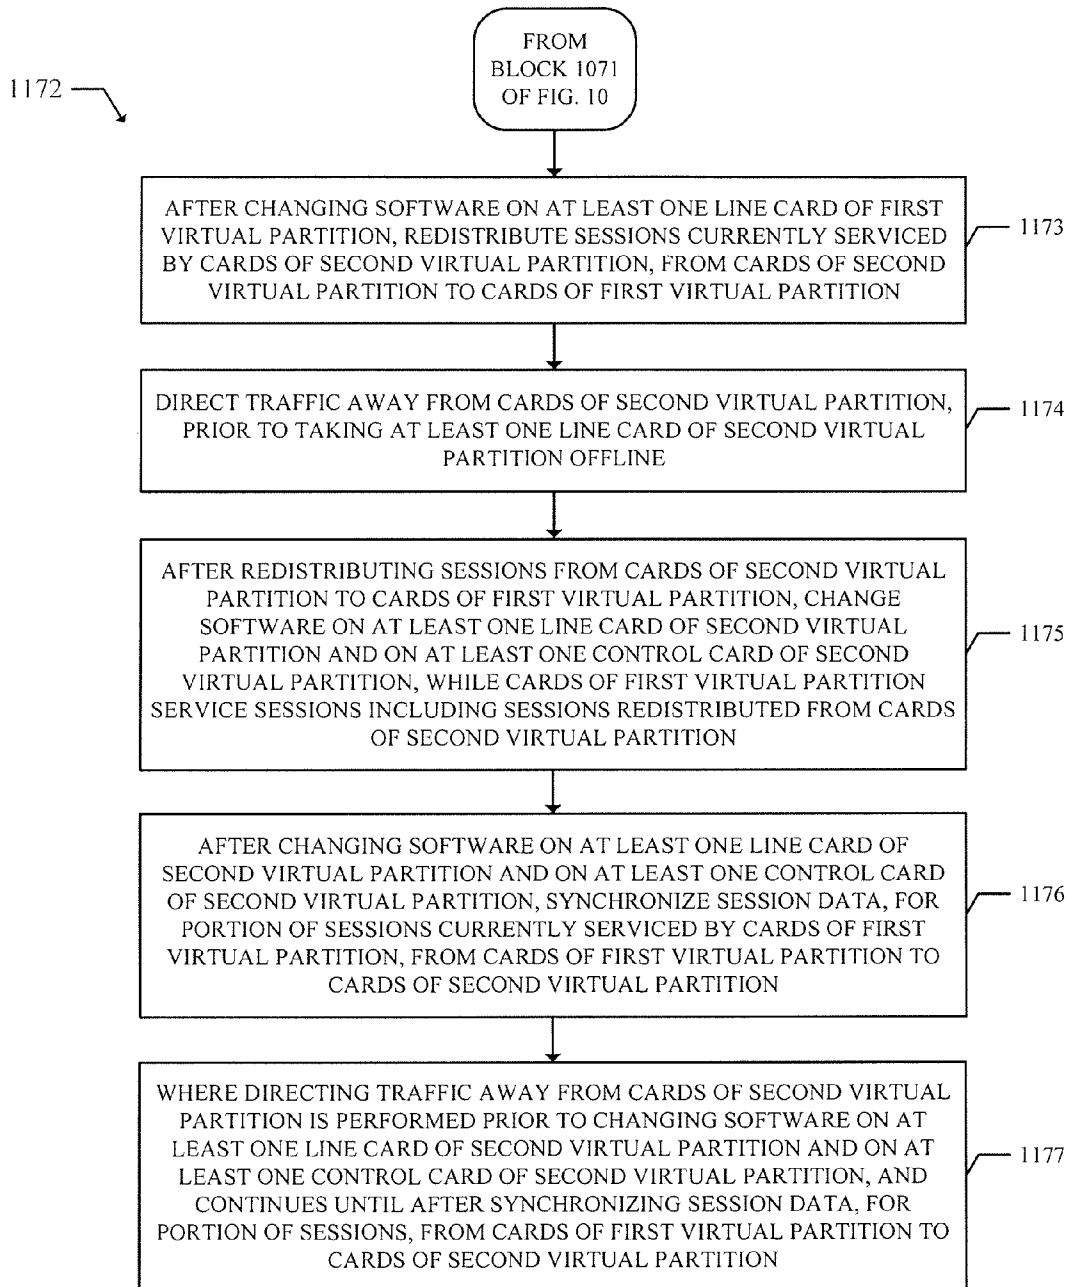 FROM
BLOCK 1071
OF FIG. 10
1172
AFTER CHANGING SOFTWARE ON AT LEAST ONE LINE CARD OF FIRST
VIRTUAL PARTITION, REDISTRIBUTE SESSIONS CURRENTLY SERVICED
BY CARDS OF SECOND VIRTUAL PARTITION, FROM CARDS OF SECOND
VIRTUAL PARTITION TO CARDS OF FIRST VIRTUAL PARTITION
1173
DIRECT TRAFFIC AWAY FROM CARDS OF SECOND VIRTUAL PARTITION,
PRIOR TO TAKING AT LEAST ONE LINE CARD OF SECOND VIRTUAL
PARTITION OFFLINE
1174
AFTER REDISTRIBUTING SESSIONS FROM CARDS OF SECOND VIRTUAL
PARTITION TO CARDS OF FIRST VIRTUAL PARTITION, CHANGE
SOFTWARE ON AT LEAST ONE LINE CARD OF SECOND VIRTUAL
PARTITION AND ON AT LEAST ONE CONTROL CARD OF SECOND
VIRTUAL PARTITION, WHILE CARDS OF FIRST VIRTUAL PARTITION
SERVICE SESSIONS INCLUDING SESSIONS REDISTRIBUTED FROM CARDS
OF SECOND VIRTUAL PARTITION
1175
AFTER CHANGING SOFTWARE ON AT LEAST ONE LINE CARD OF
SECOND VIRTUAL PARTITION AND ON AT LEAST ONE CONTROL CARD
OF SECOND VIRTUAL PARTITION, SYNCHRONIZE SESSION DATA, FOR
PORTION OF SESSIONS CURRENTLY SERVICED BY CARDS OF FIRST
VIRTUAL PARTITION, FROM CARDS OF FIRST VIRTUAL PARTITION TO
CARDS OF SECOND VIRTUAL PARTITION
1176
WHERE DIRECTING TRAFFIC AWAY FROM CARDS OF SECOND VIRTUAL
PARTITION IS PERFORMED PRIOR TO CHANGING SOFTWARE ON AT
LEAST ONE LINE CARD OF SECOND VIRTUAL PARTITION AND ON AT
LEAST ONE CONTROL CARD OF SECOND VIRTUAL PARTITION, AND
CONTINUES UNTIL AFTER SYNCHRONIZING SESSION DATA, FOR
PORTION OF SESSIONS, FROM CARDS OF FIRST VIRTUAL PARTITION TO
CARDS OF SECOND VIRTUAL PARTITION
1177